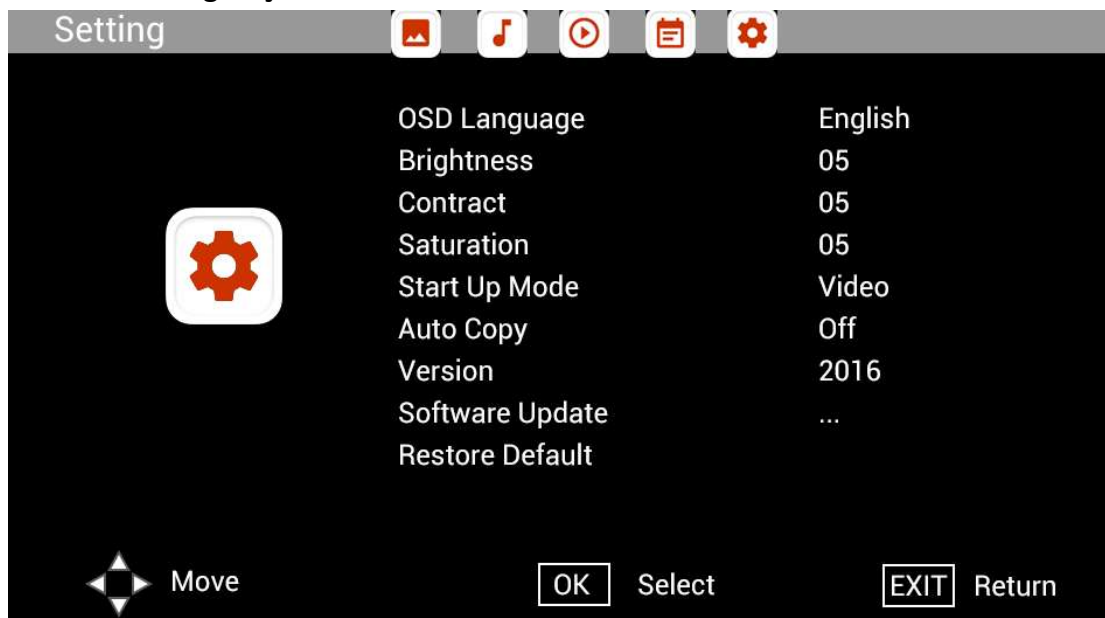 Setting
OSD Language English
Brightness 05
Contract 05
Saturation 05
Start Up Mode Video
Auto Copy Off
Version 2016
Software Update ...
Restore Default
Move OK Select EXIT Return